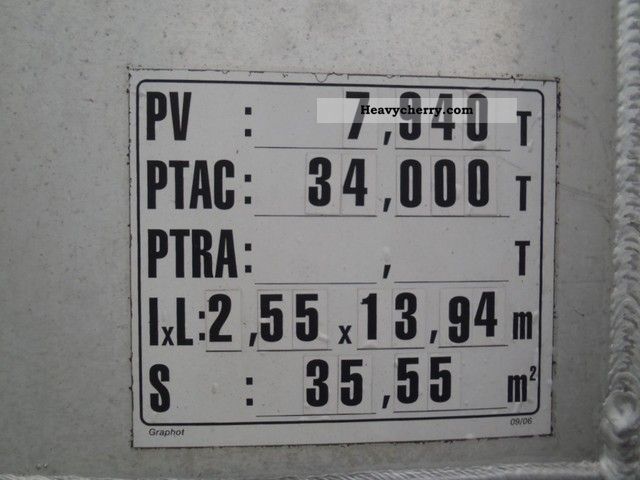 Heavycherry.com
PV : 7,940 T
PTAC: 34,000 T
PTRA: , T
lxL: 2,55 x 13,94 m
S : 35,55 m²
Graphot 09/06